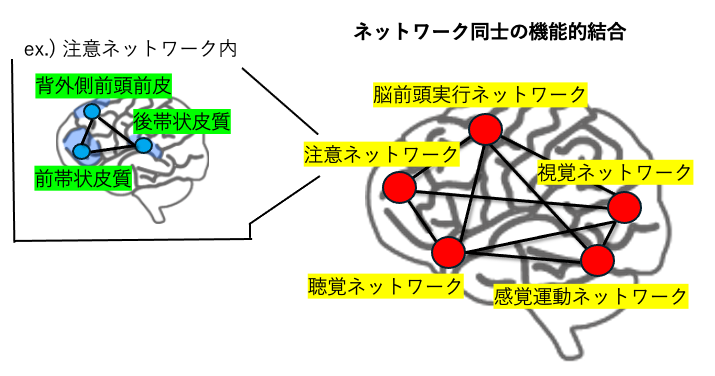 ネットワーク同士の機能的結合
ex.) 注意ネットワーク内
背外側前頭前皮
後帯状皮質
前帯状皮質
脳前頭実行ネットワーク
注意ネットワーク
視覚ネットワーク
聴覚ネットワーク
感覚運動ネットワーク